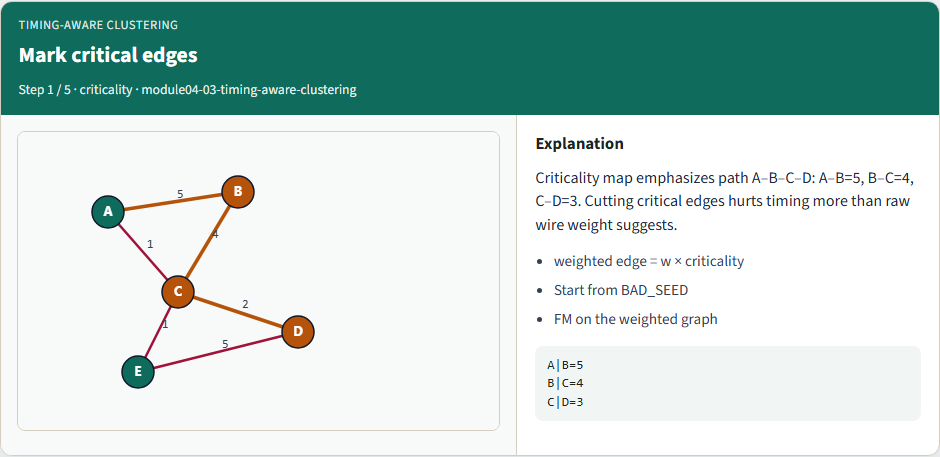 TIMING-AWARE CLUSTERING
Mark critical edges
Step 1 / 5 · criticality · module04-03-timing-aware-clustering
A
B
C
D
E
5
4
1
2
1
5
Explanation
Criticality map emphasizes path A–B–C–D: A–B=5, B–C=4,
C–D=3. Cutting critical edges hurts timing more than raw
wire weight suggests.
• weighted edge = w × criticality
• Start from BAD_SEED
• FM on the weighted graph
A|B=5
B|C=4
C|D=3